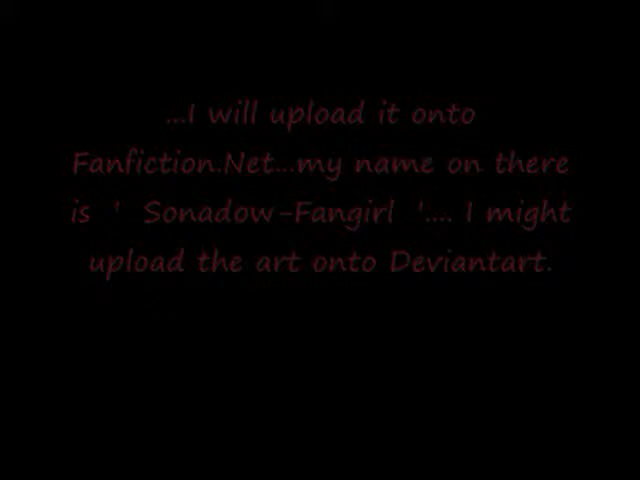 ...I will upload it onto
Fanfiction.Net...my name on there
is ' Sonadow-Fangirl '.... I might
upload the art onto Deviantart.